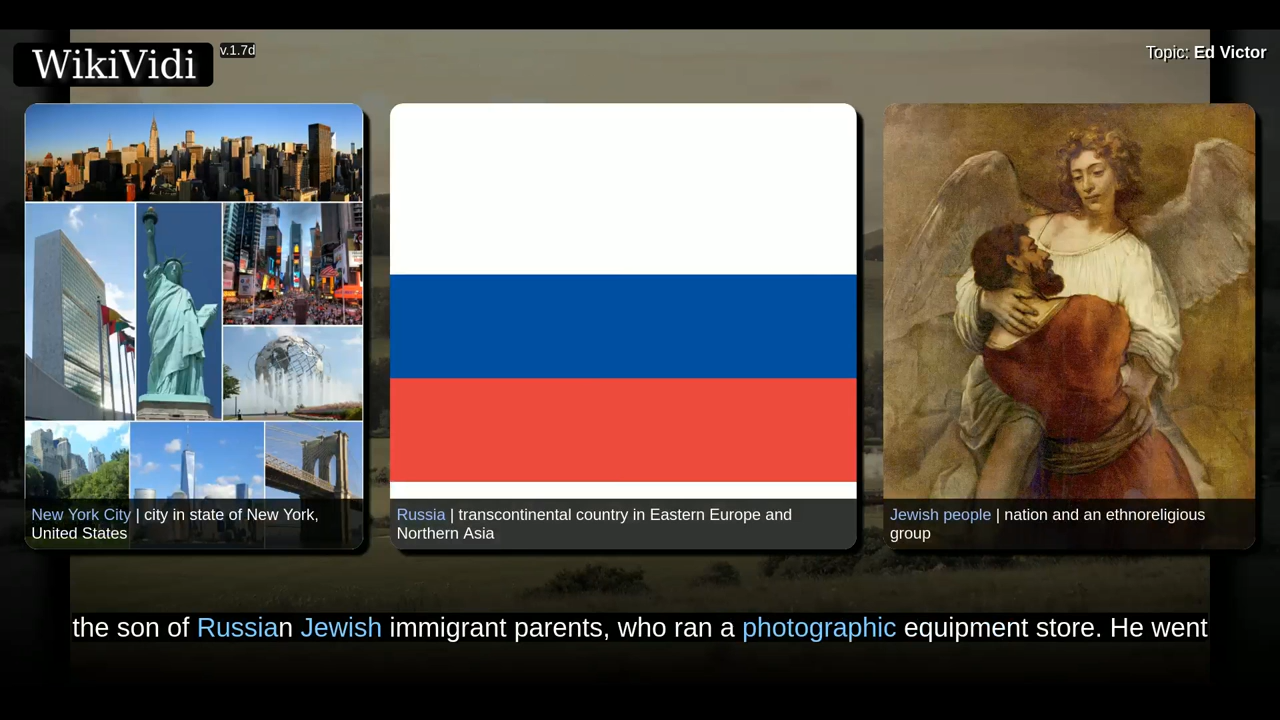 WikiVidi
v.1.7d
Topic: Ed Victor
New York City | city in state of New York,
United States
Russia | transcontinental country in Eastern Europe and
Northern Asia
Jewish people | nation and an ethnoreligious
group
the son of Russian Jewish immigrant parents, who ran a photographic equipment store. He went